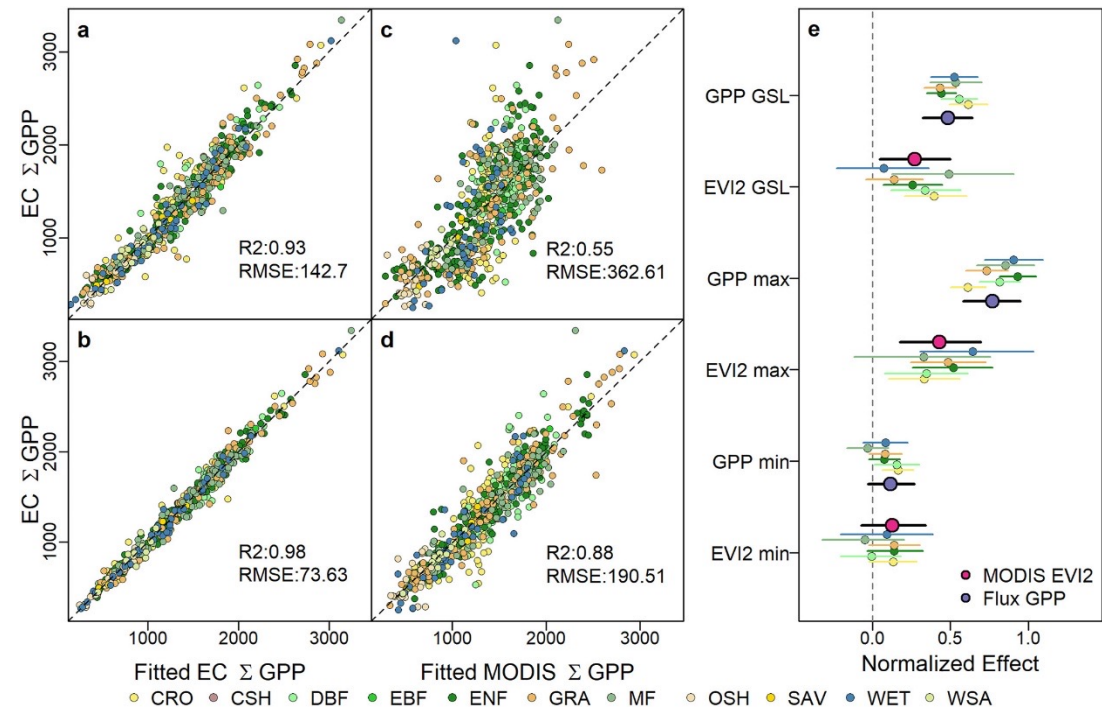 a
c
e
EC Σ GPP
3000
2000
1000
R2:0.93
RMSE:142.7
R2:0.55
RMSE:362.61
b
d
EC Σ GPP
3000
2000
1000
R2:0.98
RMSE:73.63
R2:0.88
RMSE:190.51
1000 2000 3000
1000 2000 3000
Fitted EC Σ GPP
Fitted MODIS Σ GPP
GPP GSL
EVI2 GSL
GPP max
EVI2 max
GPP min
EVI2 min
MODIS EVI2
Flux GPP
0.0 0.5 1.0
Normalized Effect
CRO CSH DBF EBF ENF GRA MF OSH SAV WET WSA